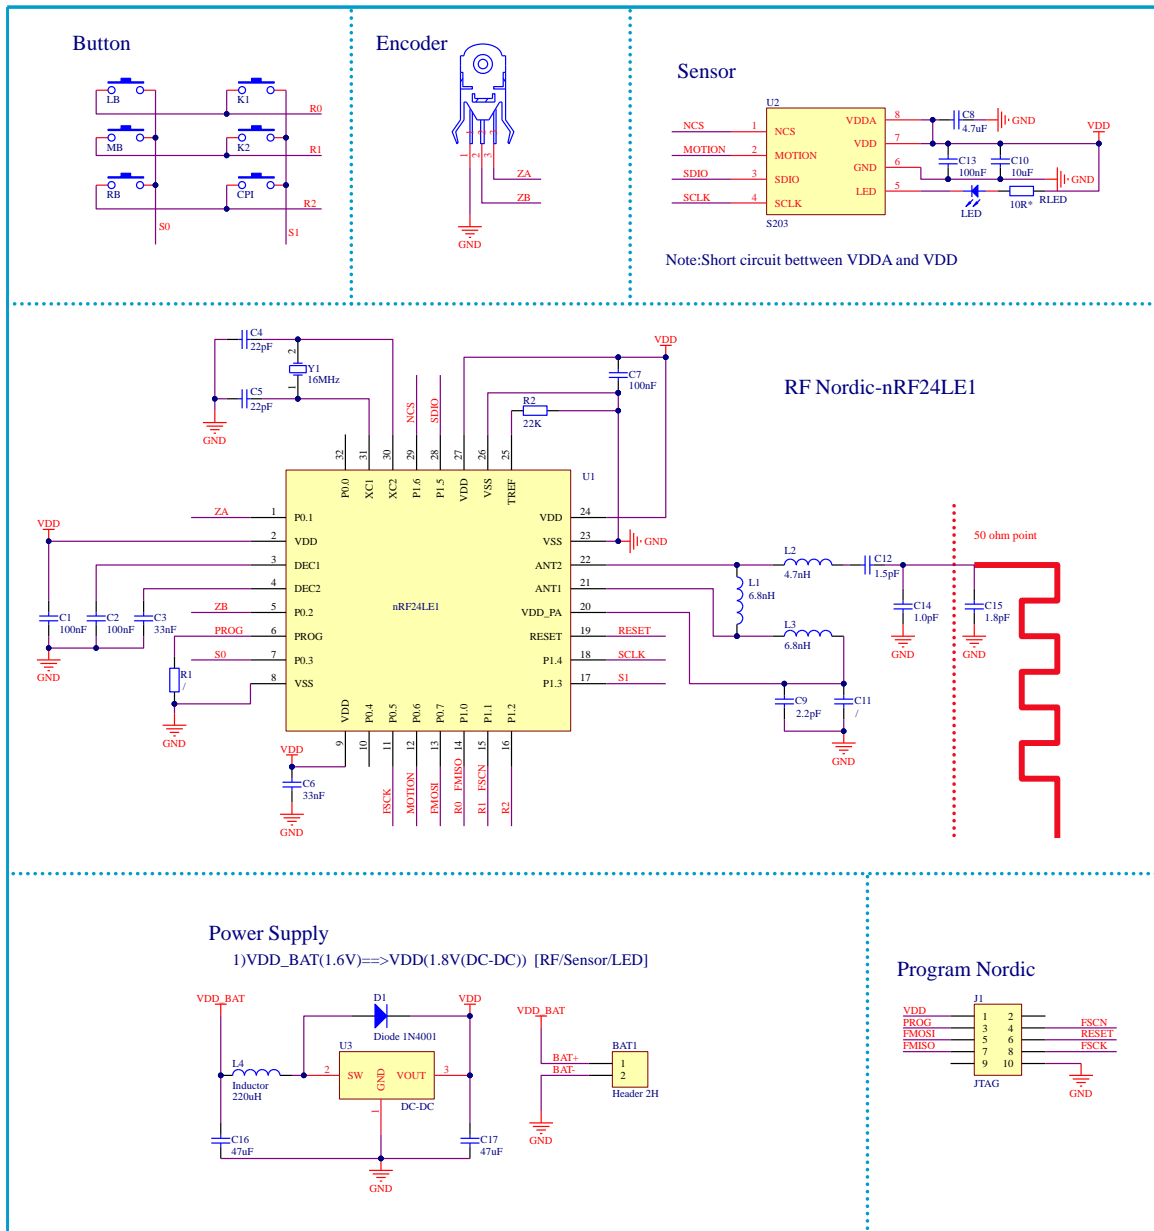 Button
LB
K1
R0
MB
K2
R1
RB
CPI
R2
S0
S1
Encoder
1
2
3
1
2
3
ZA
ZB
GND
Sensor
U2
NCS
1
NCS
MOTION
2
MOTION
SDIO
3
SDIO
SCLK
4
SCLK
VDDA
8
VDD
7
GND
6
LED
5
S203
C8
4.7uF
GND
VDD
C13
100nF
C10
10uF
GND
LED
10R*
RLED
Note:Short circuit bettween VDDA and VDD
RF Nordic-nRF24LE1
C4
22pF
C5
22pF
GND
2
Y1
16MHz
1
NCS
SDIO
VDD
C7
100nF
R2
22K
32
31
30
29
28
27
26
25
P0.0
XC1
XC2
P1.6
P1.5
VDD
VSS
TREF
U1
nRF24LE1
ZA
1
P0.1
VDD
2
VDD
3
DEC1
4
DEC2
ZB
5
P0.2
PROG
6
PROG
S0
7
P0.3
8
VSS
C1
100nF
C2
100nF
C3
33nF
GND
R1
/
GND
VDD
24
VSS
23
GND
ANT2
22
ANT1
21
VDD_PA
20
RESET
19
RESET
P1.4
18
SCLK
P1.3
17
S1
VDD
P0.4
P0.5
P0.6
P0.7
P1.0
P1.1
P1.2
9
10
11
12
13
14
15
16
VDD
C6
33nF
GND
FSCK
MOTION
FMOSI
R0 FMISO
R1 FSCN
R2
L1
6.8nH
L2
4.7nH
L3
6.8nH
C12
1.5pF
C14
1.0pF
GND
C15
1.8pF
GND
C9
2.2pF
C11
/
GND
50 ohm point
Power Supply
1)VDD_BAT(1.6V)==>VDD(1.8V(DC-DC)) [RF/Sensor/LED]
VDD_BAT
D1
Diode 1N4001
VDD
L4
Inductor
220uH
U3
2
SW
GND
VOUT
3
1
DC-DC
C16
47uF
C17
47uF
GND
VDD_BAT
BAT1
BAT+
1
BAT-
2
Header 2H
GND
Program Nordic
J1
VDD
1
2
PROG
3
4
FSCN
FMOSI
5
6
RESET
FMISO
7
8
FSCK
9
10
JTAG
GND